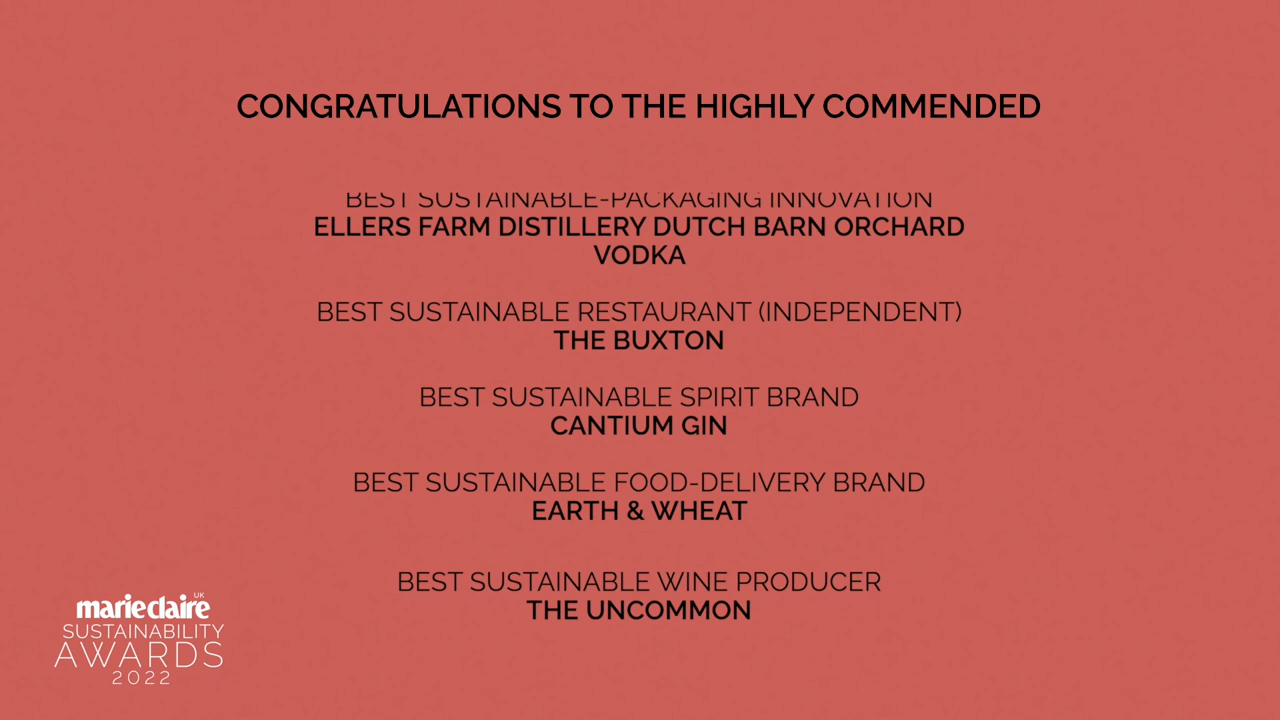 CONGRATULATIONS TO THE HIGHLY COMMENDED
BEST SUSTAINABLE-PACKAGING INNOVATION
ELLERS FARM DISTILLERY DUTCH BARN ORCHARD
VODKA
BEST SUSTAINABLE RESTAURANT (INDEPENDENT)
THE BUXTON
BEST SUSTAINABLE SPIRIT BRAND
CANTIUM GIN
BEST SUSTAINABLE FOOD-DELIVERY BRAND
EARTH & WHEAT
BEST SUSTAINABLE WINE PRODUCER
THE UNCOMMON
UK
marie claire
SUSTAINABILITY
AWARDS
2022